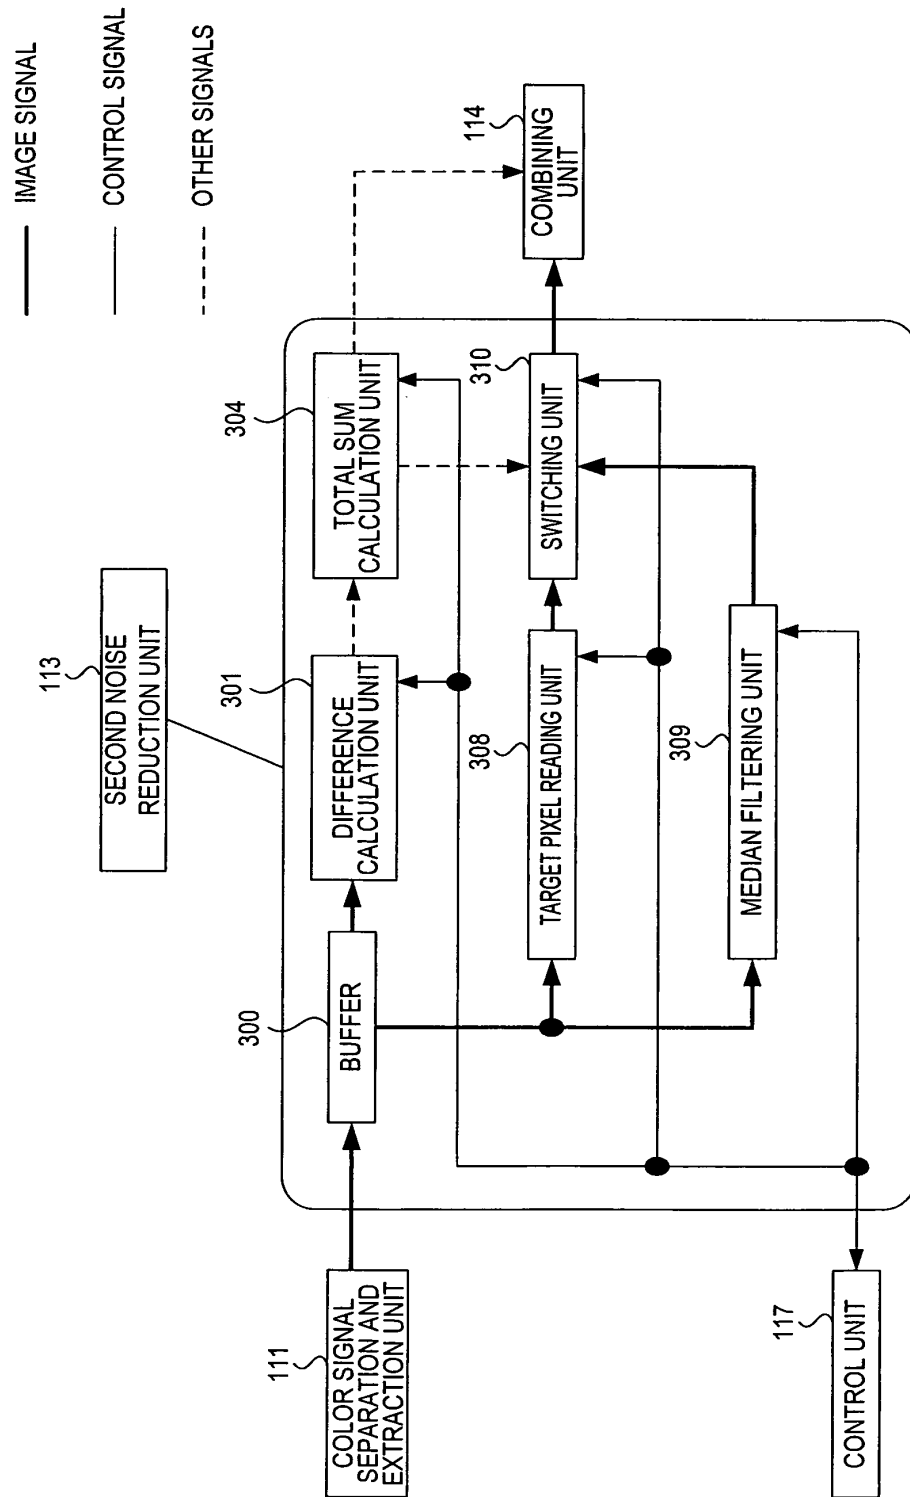 IMAGE SIGNAL
CONTROL SIGNAL
OTHER SIGNALS
113
SECOND NOISE
REDUCTION UNIT
111
COLOR SIGNAL
SEPARATION AND
EXTRACTION UNIT
300
BUFFER
301
DIFFERENCE
CALCULATION UNIT
304
TOTAL SUM
CALCULATION UNIT
308
TARGET PIXEL READING UNIT
310
SWITCHING UNIT
114
COMBINING
UNIT
309
MEDIAN FILTERING UNIT
117
CONTROL UNIT